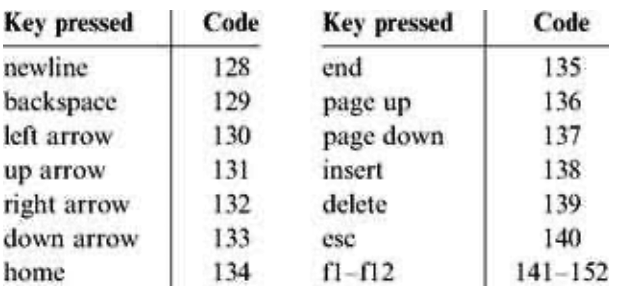 Key pressed Code Key pressed Code
newline 128 end 135
backspace 129 page up 136
left arrow 130 page down 137
up arrow 131 insert 138
right arrow 132 delete 139
down arrow 133 esc 140
home 134 f1–f12 141–152